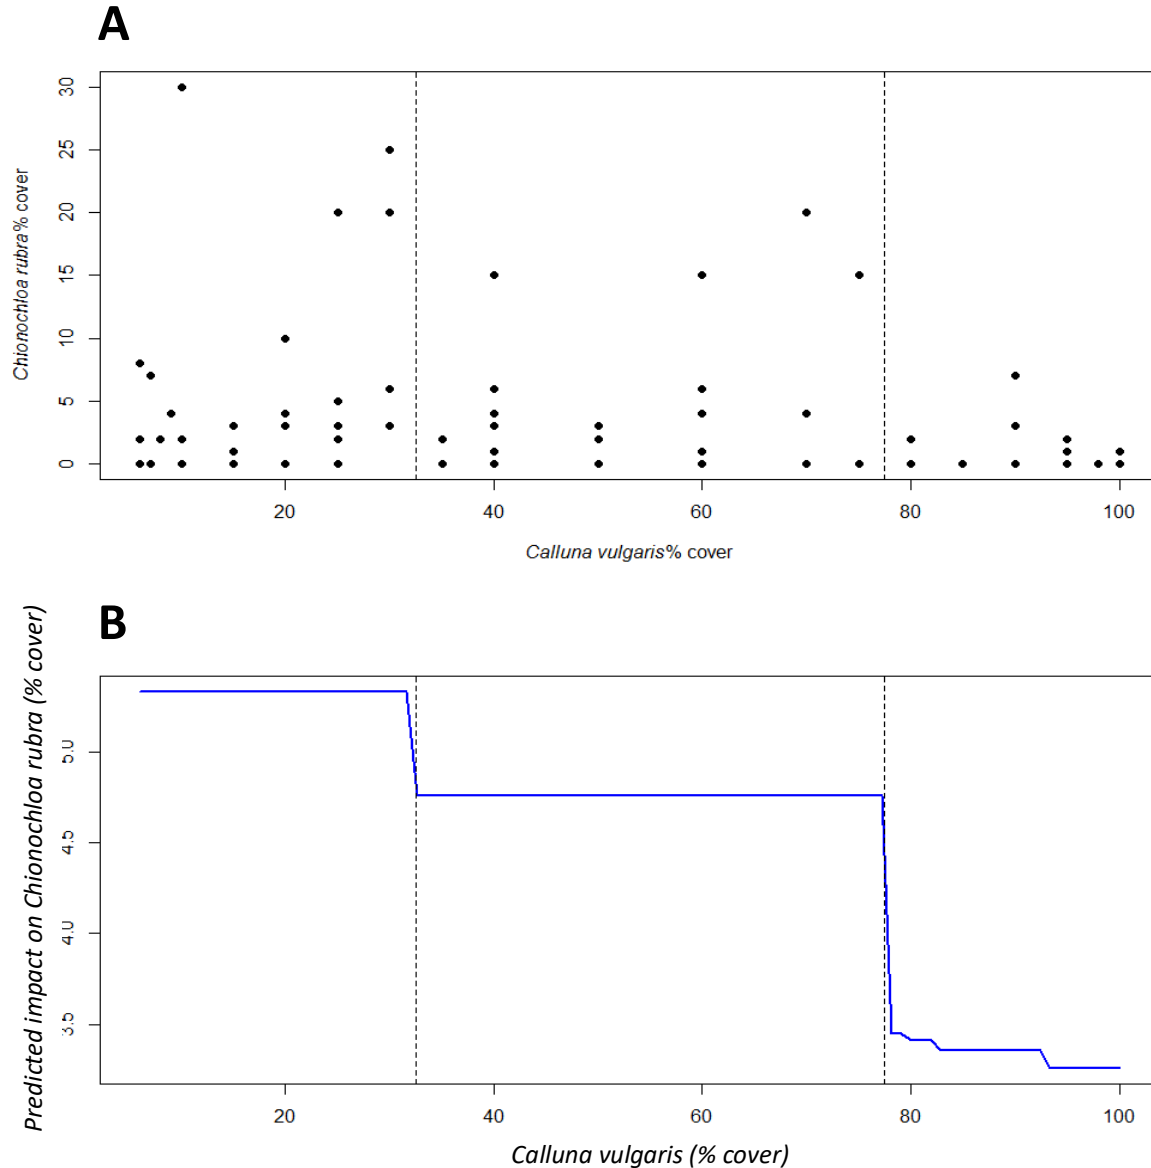 A
30
25
20
15
10
5
0
Chionochloa rubra% cover
20 40 60 80 100
Calluna vulgaris% cover
B
5.0
4.5
4.0
3.5
Predicted impact on Chionochloa rubra (% cover)
20 40 60 80 100
Calluna vulgaris (% cover)